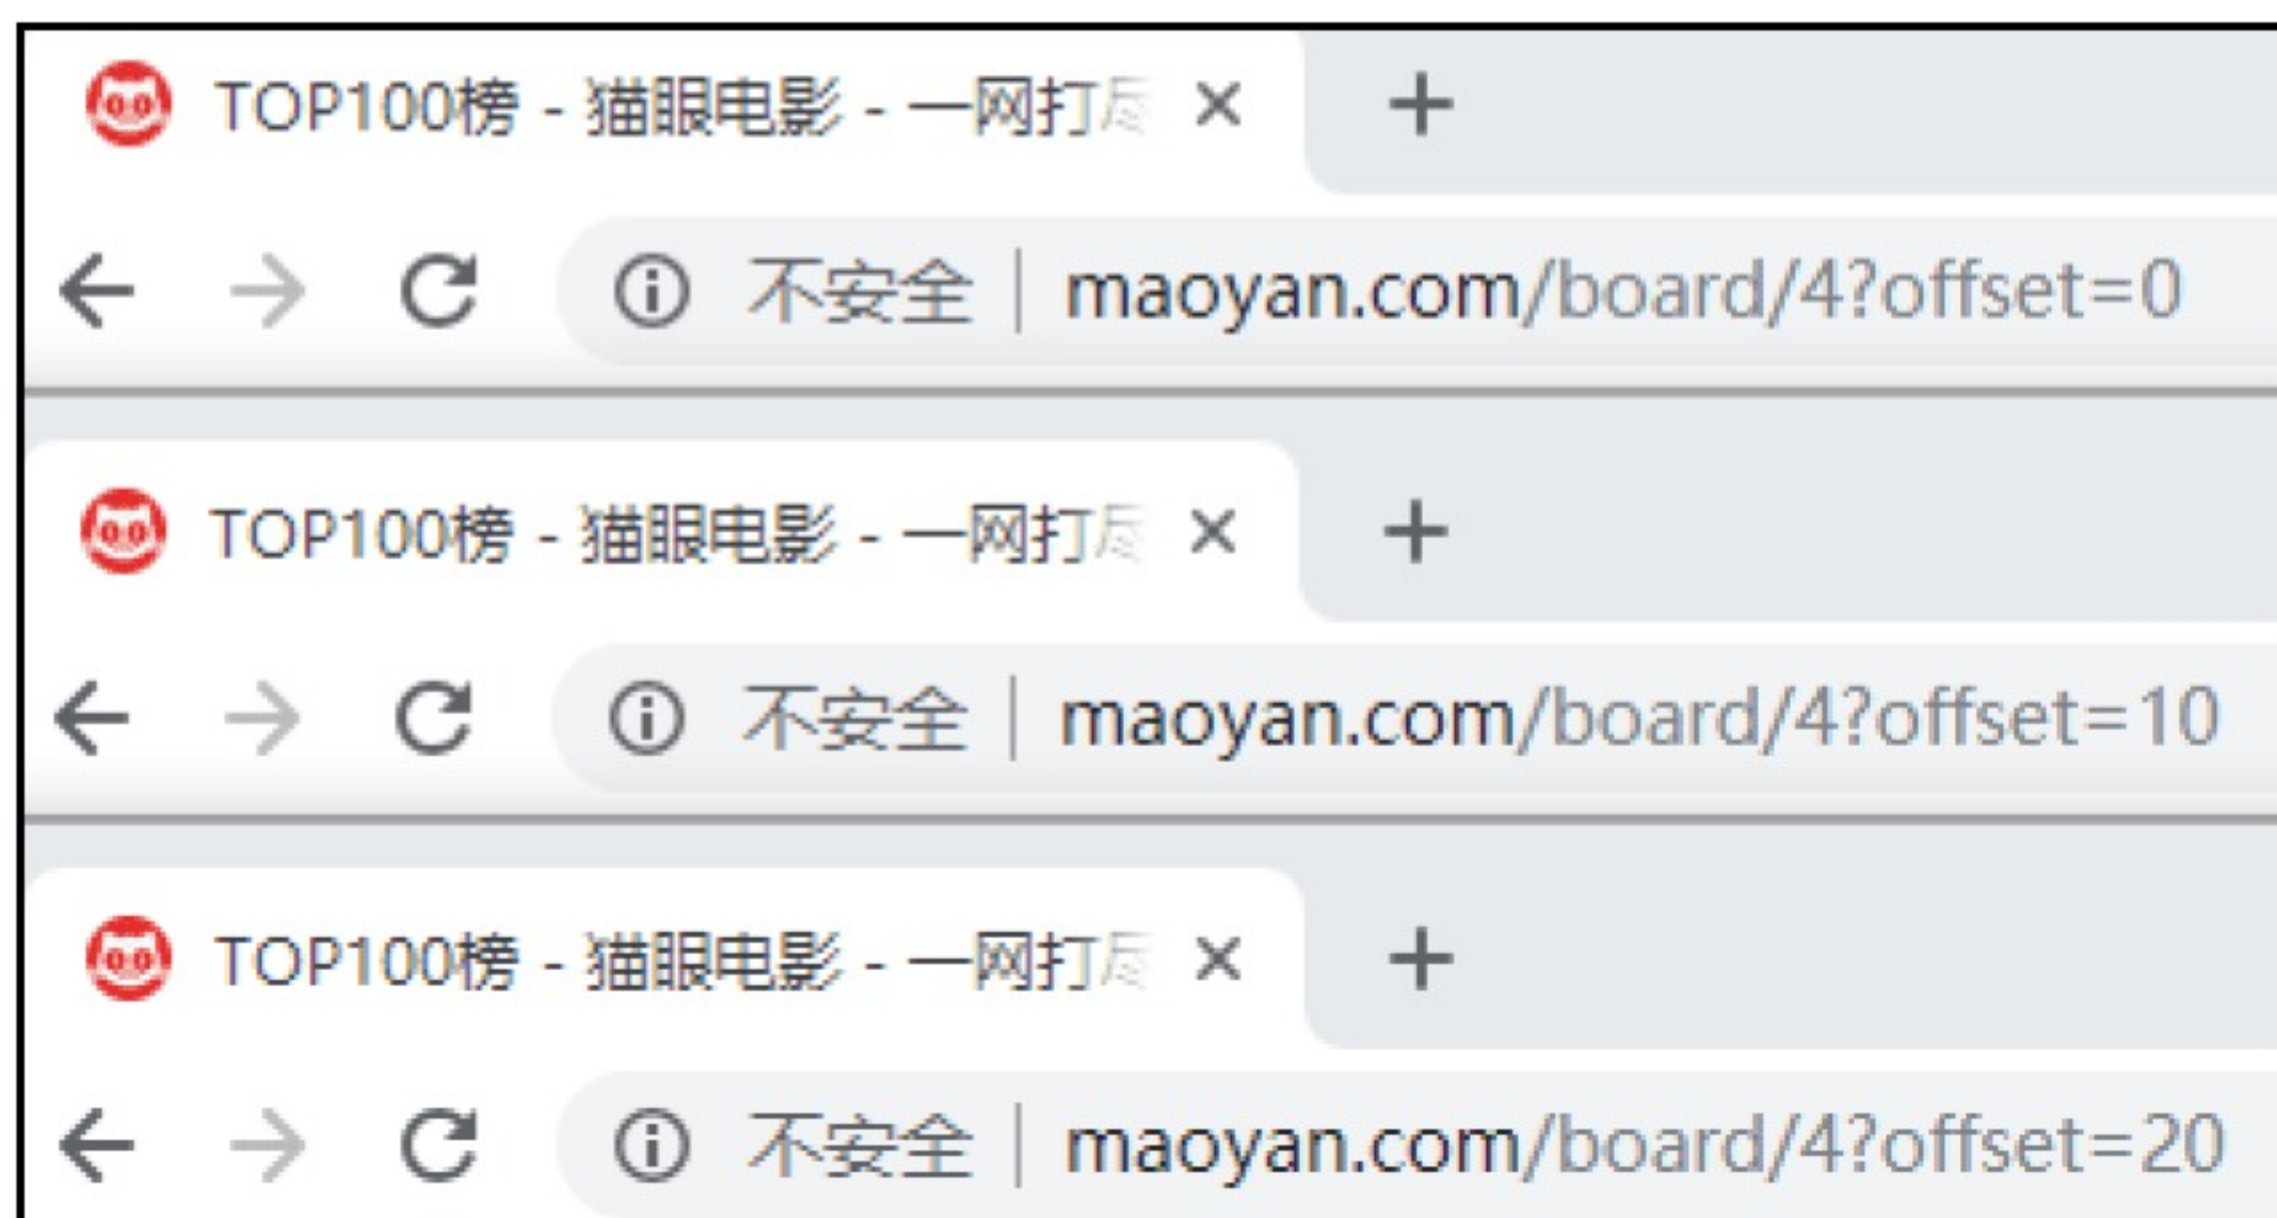 TOP100榜 - 猫眼电影 - 一网打尽
不安全 | maoyan.com/board/4?offset=0
TOP100榜 - 猫眼电影 - 一网打尽
不安全 | maoyan.com/board/4?offset=10
TOP100榜 - 猫眼电影 - 一网打尽
不安全 | maoyan.com/board/4?offset=20